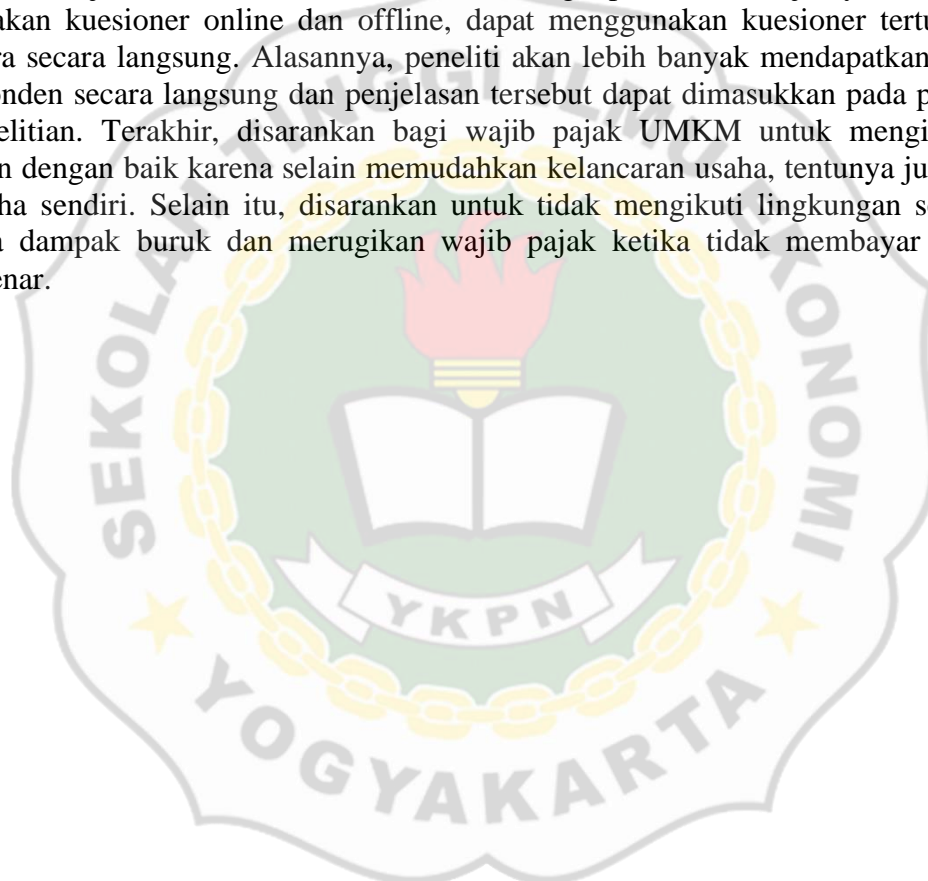 akan kuesioner online dan offline, dapat menggunakan kuesioner tertu
ra secara langsung. Alasannya, peneliti akan lebih banyak mendapatkan
onden secara langsung dan penjelasan tersebut dapat dimasukkan pada p
elitian. Terakhir, disarankan bagi wajib pajak UMKM untuk mengi
n dengan baik karena selain memudahkan kelancaran usaha, tentunya ju
ha sendiri. Selain itu, disarankan untuk tidak mengikuti lingkungan s
a dampak buruk dan merugikan wajib pajak ketika tidak membayar
enar.
SEKOLAH TINGGI ILMU EKONOMI
YKPN
YOGYAKARTA